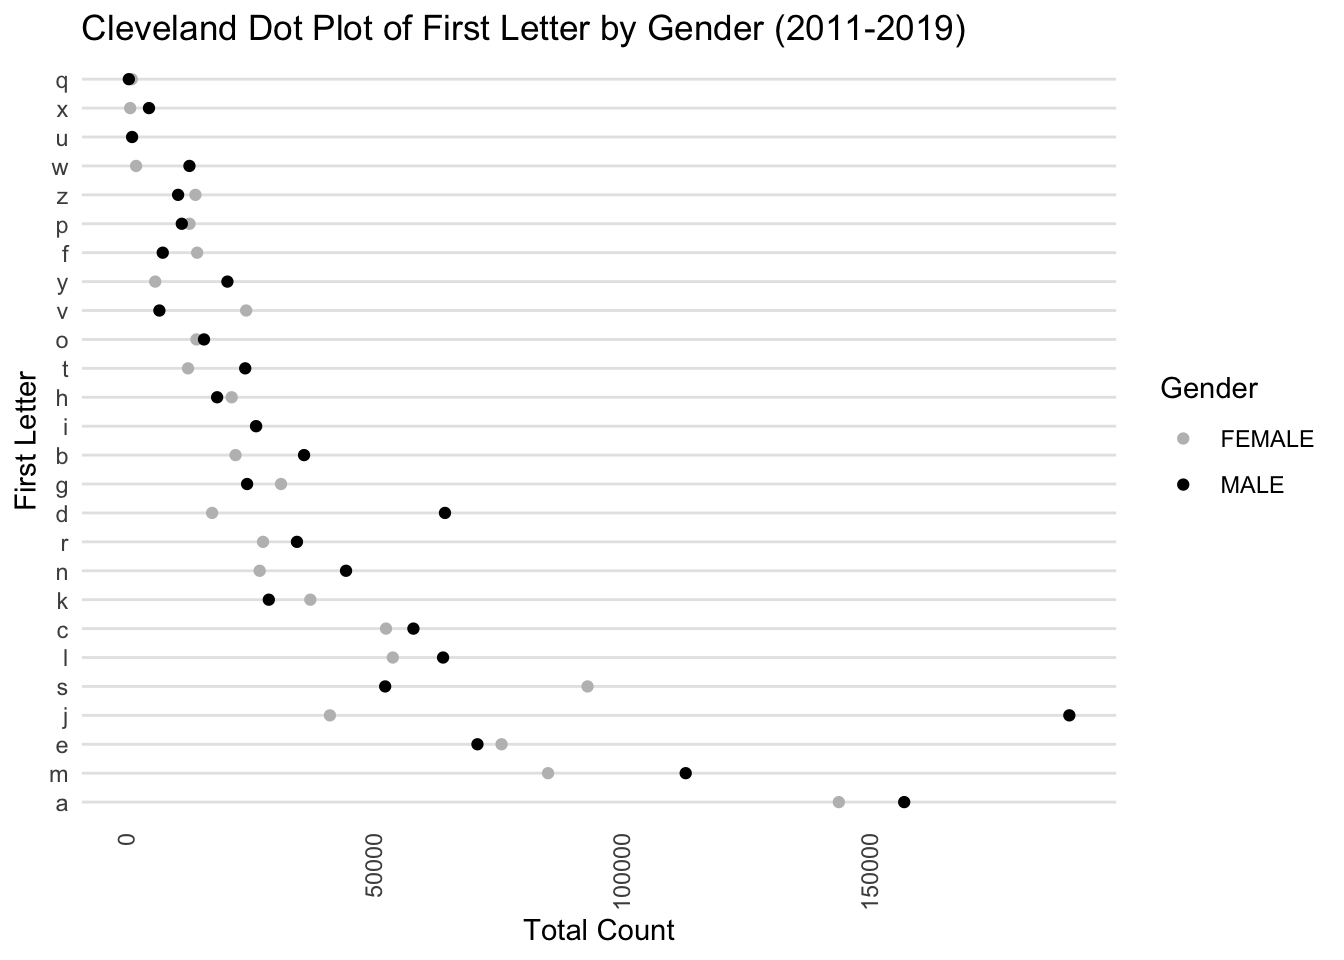 Cleveland Dot Plot of First Letter by Gender (2011-2019)
First Letter
q
x
u
w
z
p
f
y
v
o
t
h
i
b
g
d
r
n
k
c
l
s
j
e
m
a
0
50000
100000
150000
Total Count
Gender
FEMALE
MALE